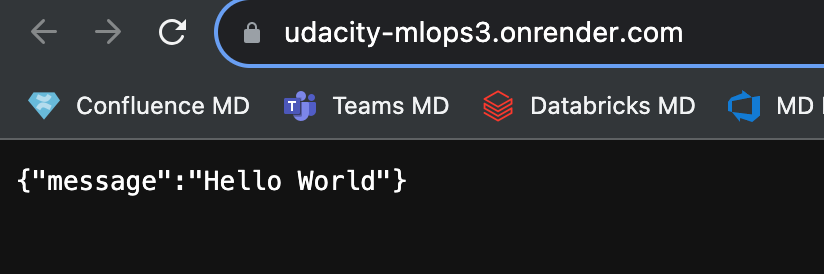 udacity-mlops3.onrender.com
Confluence MD Teams MD Databricks MD MD
{"message":"Hello World"}